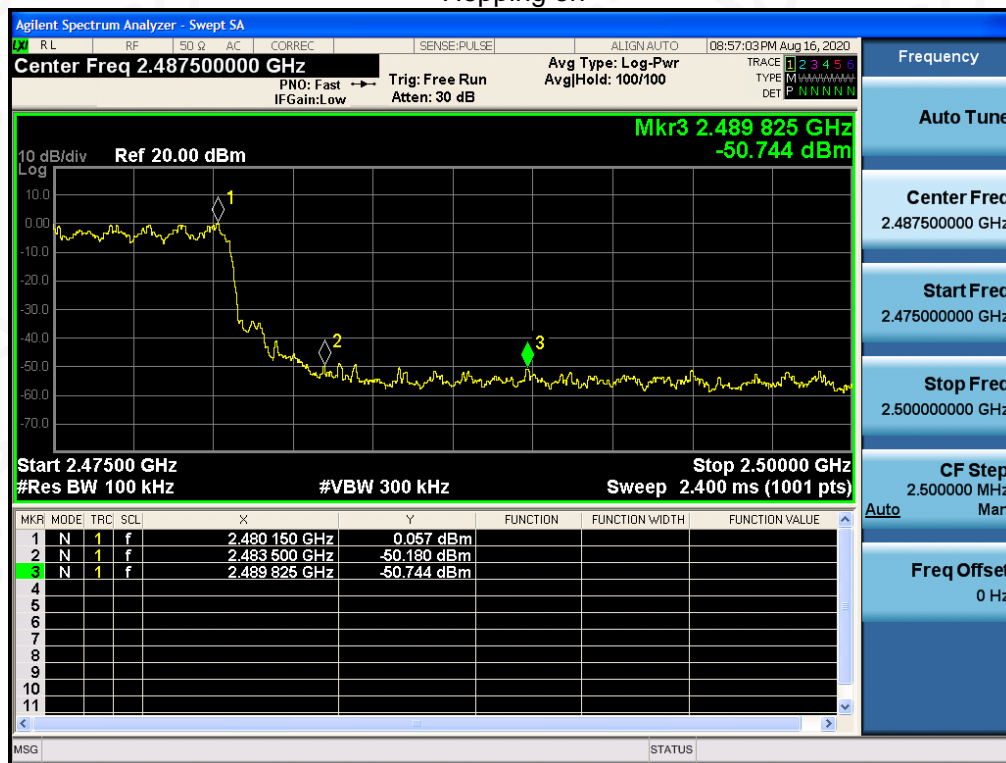 Hopping on
Agilent Spectrum Analyzer - Swept SA
LXI RL RF 50 Ω AC CORREC SENSE:PULSE ALIGN AUTO 08:57:03 PM Aug 16, 2020
Center Freq 2.487500000 GHz
PNO: Fast
IFGain:Low
Trig: Free Run
Atten: 30 dB
Avg Type: Log-Pwr
Avg|Hold: 100/100
TRACE 1 2 3 4 5 6
TYPE M
DET P N N N N N
Mkr3 2.489 825 GHz
-50.744 dBm
10 dB/div Ref 20.00 dBm
Log
10.0
0.00
-10.0
-20.0
-30.0
-40.0
-50.0
-60.0
-70.0
1
2
3
Start 2.47500 GHz Stop 2.50000 GHz
#Res BW 100 kHz #VBW 300 kHz Sweep 2.400 ms (1001 pts)
MKR MODE TRC SCL X Y FUNCTION FUNCTION WIDTH FUNCTION VALUE
1 N 1 f 2.480 150 GHz 0.057 dBm
2 N 1 f 2.483 500 GHz -50.180 dBm
3 N 1 f 2.489 825 GHz -50.744 dBm
4
5
6
7
8
9
10
11
MSG STATUS
Frequency
Auto Tune
Center Freq
2.487500000 GHz
Start Freq
2.475000000 GHz
Stop Freq
2.500000000 GHz
CF Step
2.500000 MHz
Auto Man
Freq Offset
0 Hz